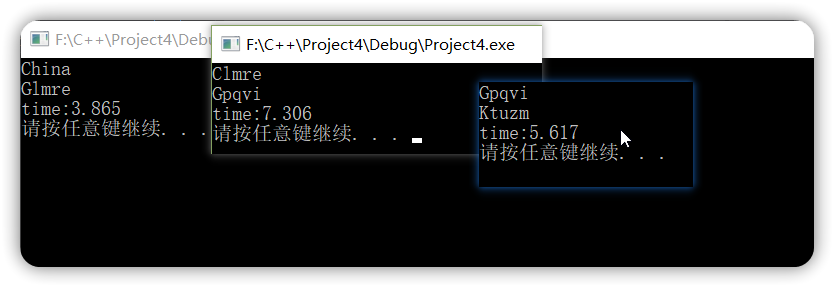 F:\C++\Project4\Debu
China
Glmre
time:3.865
请按任意键继续. . .
F:\C++\Project4\Debug\Project4.exe
Clmre
Gpqvi
time:7.306
请按任意键继续. . .
Gpqvi
Ktuzm
time:5.617
请按任意键继续. . .